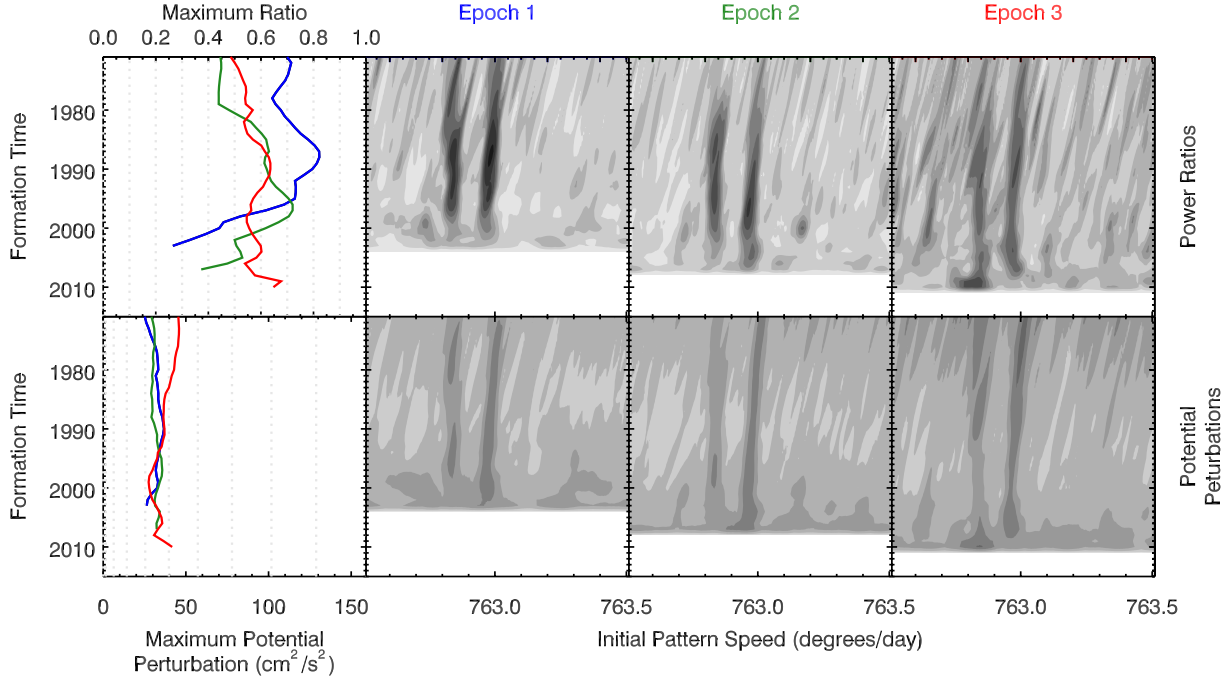 Maximum Ratio
Epoch 1
Epoch 2
Epoch 3
0.0 0.2 0.4 0.6 0.8 1.0
Formation Time
1980
1990
2000
2010
Power Ratios
Formation Time
1980
1990
2000
2010
Potential
Peturbations
0 50 100 150
763.0 763.5 763.0 763.5 763.0 763.5
Maximum Potential
Perturbation (cm²/s²)
Initial Pattern Speed (degrees/day)